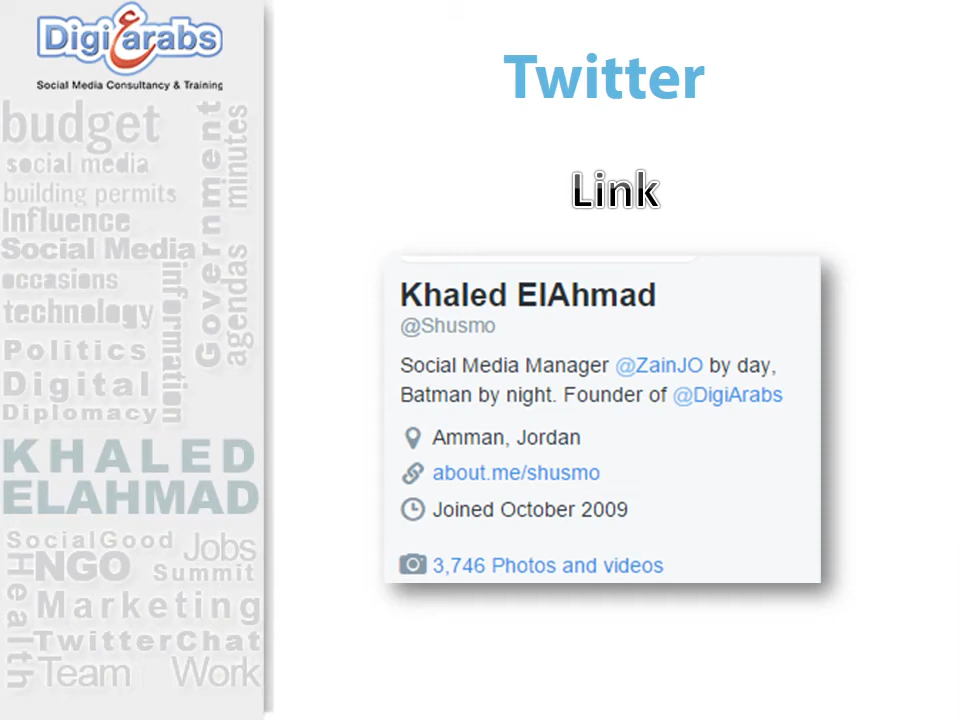 Digi ع arabs
Social Media Consultancy & Training
budget
social media
building permits
Influence
Social Media
occasions
technology
Politics
Digital
Diplomacy
Government
minutes
agendas
information
KHALED
ELAHMAD
SocialGood
Jobs
NGO
Summit
Health
Marketing
TwitterChat
Team Work
Twitter
Link
Khaled ElAhmad
@Shusmo
Social Media Manager @ZainJO by day,
Batman by night. Founder of @DigiArabs
Amman, Jordan
about.me/shusmo
Joined October 2009
3,746 Photos and videos